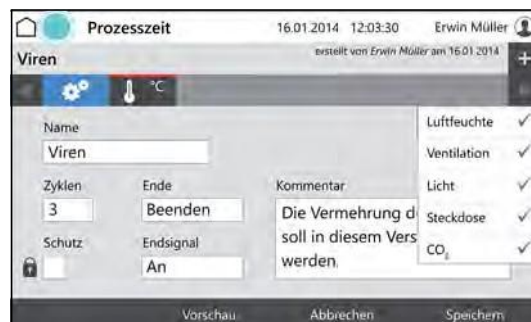 Prozesszeit 16.01.2014 12:03:30 Erwin Müller
Viren erstellt von Erwin Müller am 16.01.2014
°C
Name
Viren
Zyklen Ende Kommentar
3 Beenden Die Vermehrung d
Schutz Endsignal soll in diesem Vers
An werden.
Luftfeuchte
Ventilation
Licht
Steckdose
CO₂
Vorschau Abbrechen Speichern